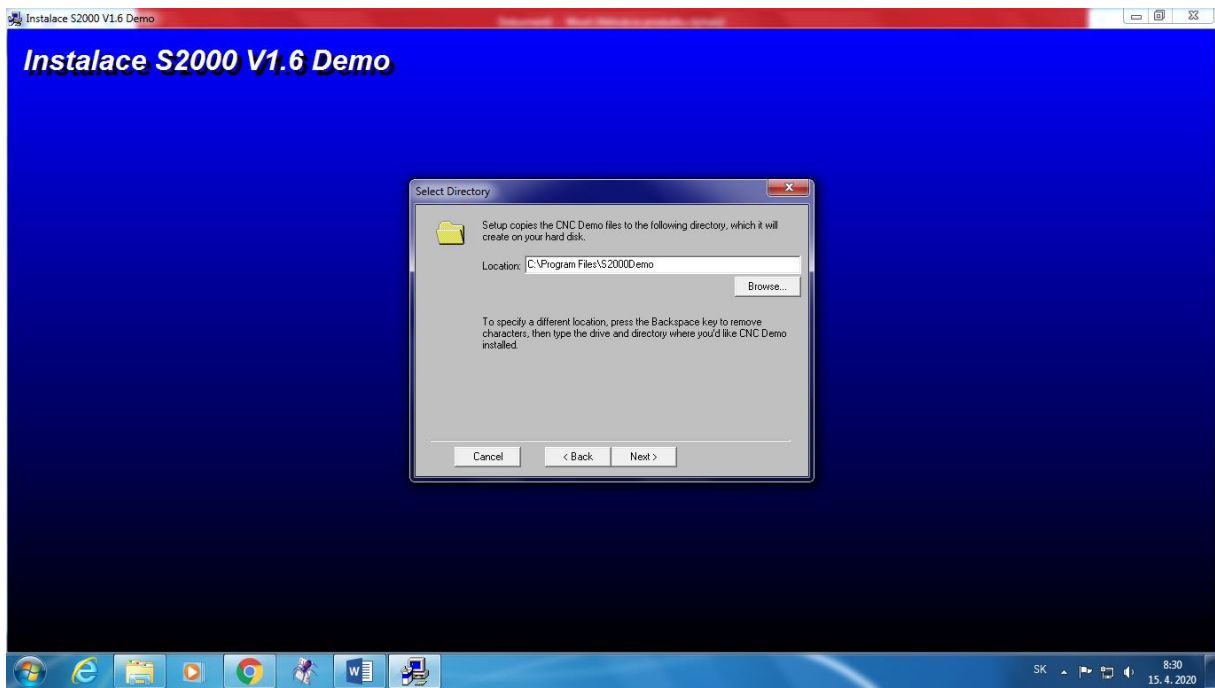 Instalace S2000 V1.6 Demo
Instalace S2000 V1.6 Demo
Select Directory
Setup copies the CNC Demo files to the following directory, which it will
create on your hard disk.
Location: C:\Program Files\S2000Demo
Browse...
To specify a different location, press the Backspace key to remove
characters, then type the drive and directory where you'd like CNC Demo
installed.
Cancel < Back Next >
SK 8:30
15. 4. 2020